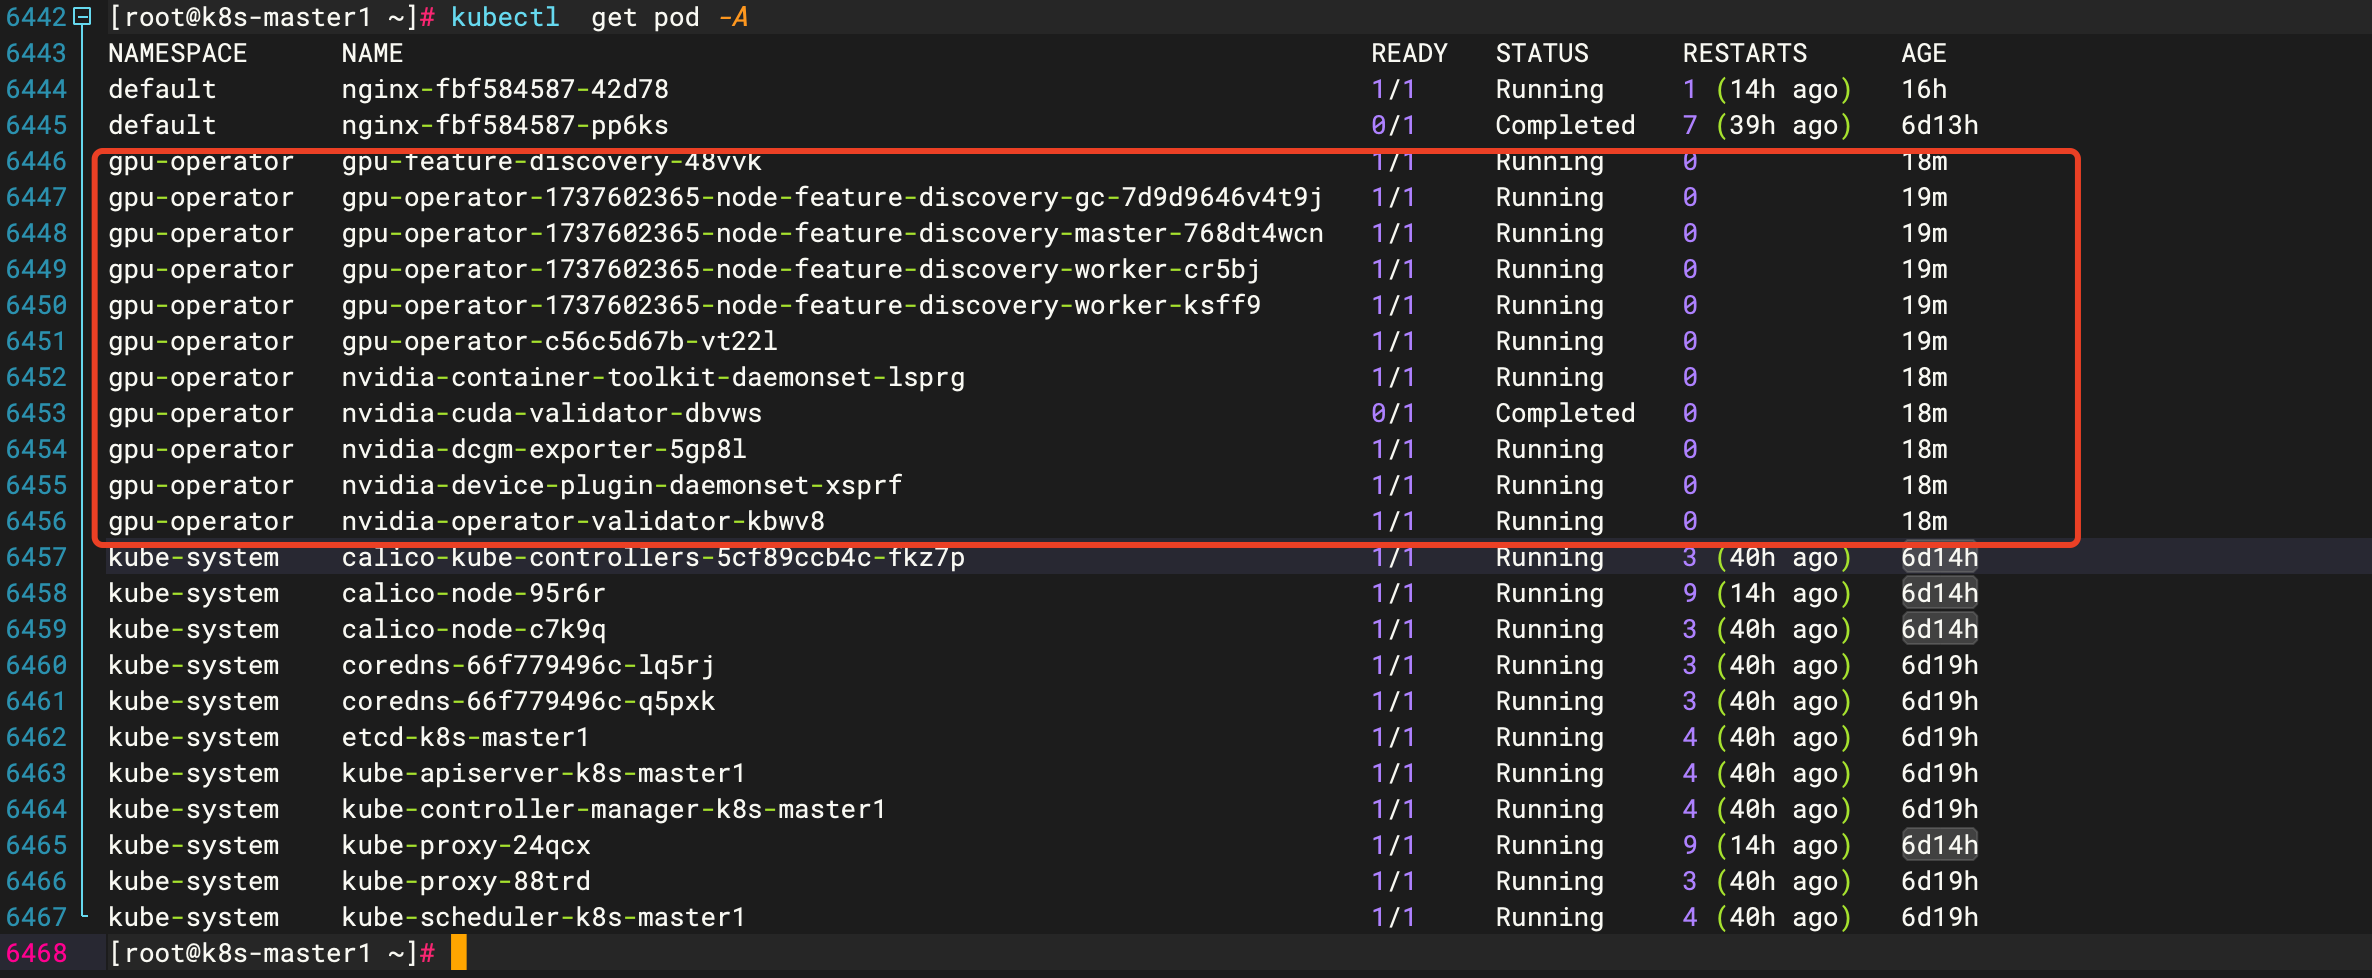 6442 [root@k8s-master1 ~]# kubectl  get pod -A
6443 NAMESPACE      NAME                                                              READY   STATUS      RESTARTS      AGE
6444 default        nginx-fbf584587-42d78                                             1/1     Running     1 (14h ago)   16h
6445 default        nginx-fbf584587-pp6ks                                             0/1     Completed   7 (39h ago)   6d13h
6446 gpu-operator   gpu-feature-discovery-48vvk                                       1/1     Running     0             18m
6447 gpu-operator   gpu-operator-1737602365-node-feature-discovery-gc-7d9d9646v4t9j   1/1     Running     0             19m
6448 gpu-operator   gpu-operator-1737602365-node-feature-discovery-master-768dt4wcn   1/1     Running     0             19m
6449 gpu-operator   gpu-operator-1737602365-node-feature-discovery-worker-cr5bj       1/1     Running     0             19m
6450 gpu-operator   gpu-operator-1737602365-node-feature-discovery-worker-ksff9       1/1     Running     0             19m
6451 gpu-operator   gpu-operator-c56c5d67b-vt22l                                      1/1     Running     0             19m
6452 gpu-operator   nvidia-container-toolkit-daemonset-lsprg                          1/1     Running     0             18m
6453 gpu-operator   nvidia-cuda-validator-dbvws                                       0/1     Completed   0             18m
6454 gpu-operator   nvidia-dcgm-exporter-5gp8l                                        1/1     Running     0             18m
6455 gpu-operator   nvidia-device-plugin-daemonset-xsprf                              1/1     Running     0             18m
6456 gpu-operator   nvidia-operator-validator-kbwv8                                   1/1     Running     0             18m
6457 kube-system    calico-kube-controllers-5cf89ccb4c-fkz7p                          1/1     Running     3 (40h ago)   6d14h
6458 kube-system    calico-node-95r6r                                                 1/1     Running     9 (14h ago)   6d14h
6459 kube-system    calico-node-c7k9q                                                 1/1     Running     3 (40h ago)   6d14h
6460 kube-system    coredns-66f779496c-lq5rj                                          1/1     Running     3 (40h ago)   6d19h
6461 kube-system    coredns-66f779496c-q5pxk                                          1/1     Running     3 (40h ago)   6d19h
6462 kube-system    etcd-k8s-master1                                                  1/1     Running     4 (40h ago)   6d19h
6463 kube-system    kube-apiserver-k8s-master1                                        1/1     Running     4 (40h ago)   6d19h
6464 kube-system    kube-controller-manager-k8s-master1                               1/1     Running     4 (40h ago)   6d19h
6465 kube-system    kube-proxy-24qcx                                                  1/1     Running     9 (14h ago)   6d14h
6466 kube-system    kube-proxy-88trd                                                  1/1     Running     3 (40h ago)   6d19h
6467 kube-system    kube-scheduler-k8s-master1                                        1/1     Running     4 (40h ago)   6d19h
6468 [root@k8s-master1 ~]#